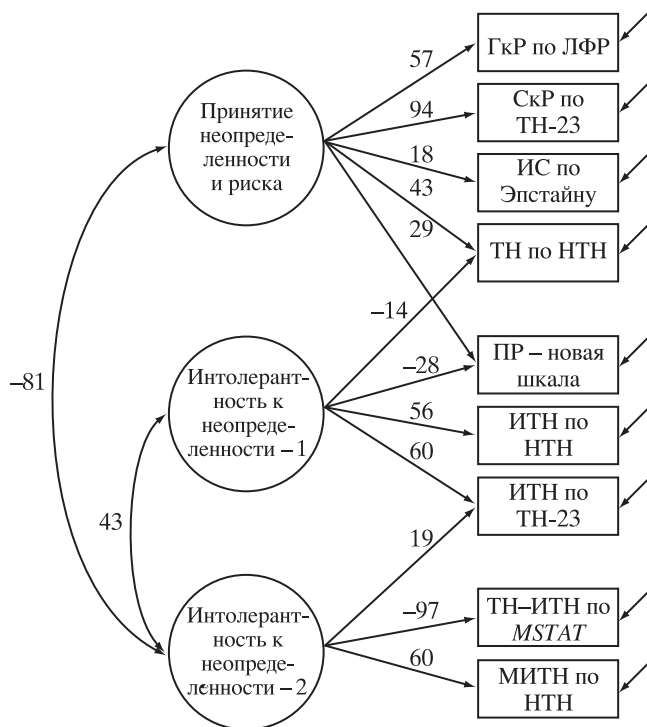 ГкР по ЛФР
57
94
СкР по
ТН-23
Принятие
неопреде-
ленности
и риска
18
ИС по
Эпстайну
43
29
ТН по НТН
–14
–81
–28
ПР – новая
шкала
Интолерант-
ность к
неопреде-
ленности –1
56
ИТН по
НТН
60
ИТН по
ТН-23
43
19
–97
ТН–ИТН по
MSTAT
Интолерант-
ность к
неопреде-
ленности –2
60
МИТН по
НТН